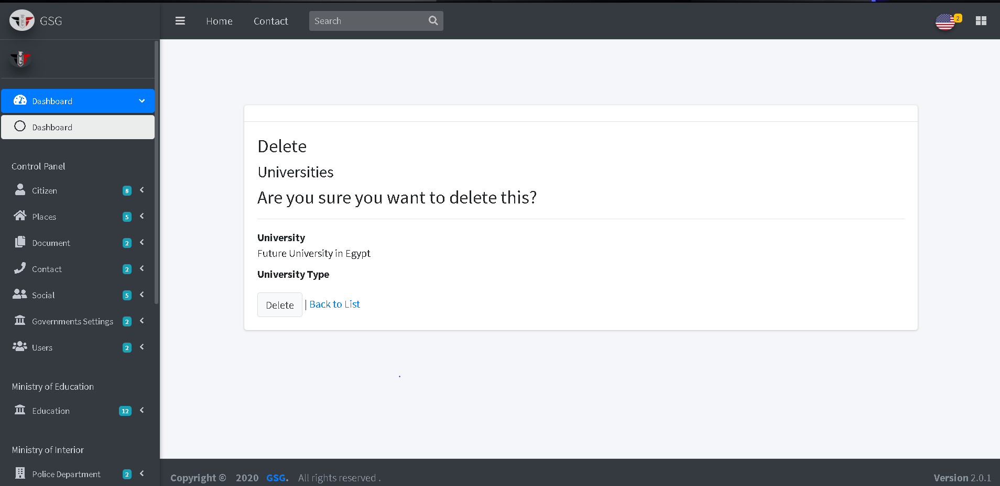 GSG
Home
Contact
Search
2
Dashboard
Dashboard
Control Panel
Citizen 8
Places 5
Document 2
Contact 2
Social 5
Governments Settings 2
Users 2
Ministry of Education
Education 12
Ministry of Interior
Police Department 2
Delete
Universities
Are you sure you want to delete this?
University
Future University in Egypt
University Type
Delete | Back to List
Copyright © 2020 GSG. All rights reserved .
Version 2.0.1